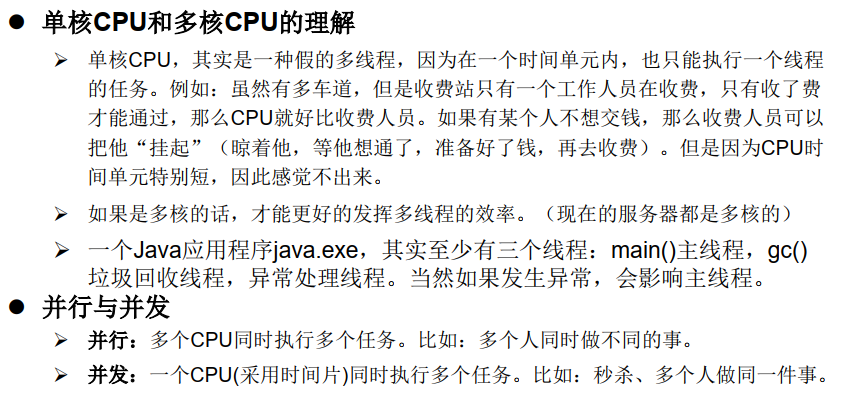 ● 单核CPU和多核CPU的理解
➢ 单核CPU，其实是一种假的多线程，因为在一个时间单元内，也只能执行一个线程
的任务。例如：虽然有多车道，但是收费站只有一个工作人员在收费，只有收了费
才能通过，那么CPU就好比收费人员。如果有某个人不想交钱，那么收费人员可以
把他“挂起”（晾着他，等他想通了，准备好了钱，再去收费）。但是因为CPU时
间单元特别短，因此感觉不出来。
➢ 如果是多核的话，才能更好的发挥多线程的效率。（现在的服务器都是多核的）
➢ 一个Java应用程序java.exe，其实至少有三个线程：main()主线程，gc()
垃圾回收线程，异常处理线程。当然如果发生异常，会影响主线程。
● 并行与并发
➢ 并行：多个CPU同时执行多个任务。比如：多个人同时做不同的事。
➢ 并发：一个CPU(采用时间片)同时执行多个任务。比如：秒杀、多个人做同一件事。